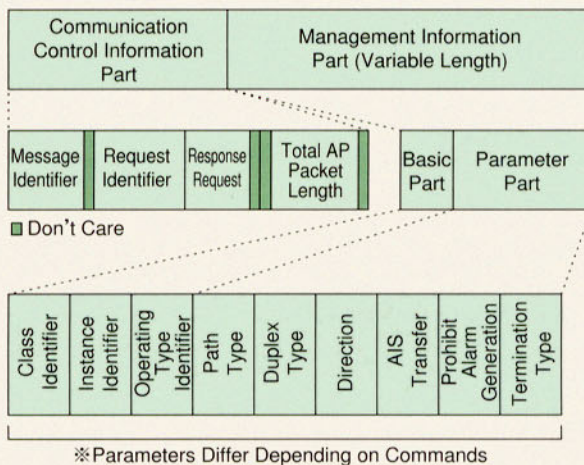 Communication
Control Information
Part
Management Information
Part (Variable Length)
Message
Identifier
Request
Identifier
Response
Request
Total AP
Packet
Length
Basic
Part
Parameter
Part
Don't Care
Class
Identifier
Instance
Identifier
Operating
Type
Identifier
Path
Type
Duplex
Type
Direction
AIS
Transfer
Prohibit
Alarm
Generation
Termination
Type
※Parameters Differ Depending on Commands